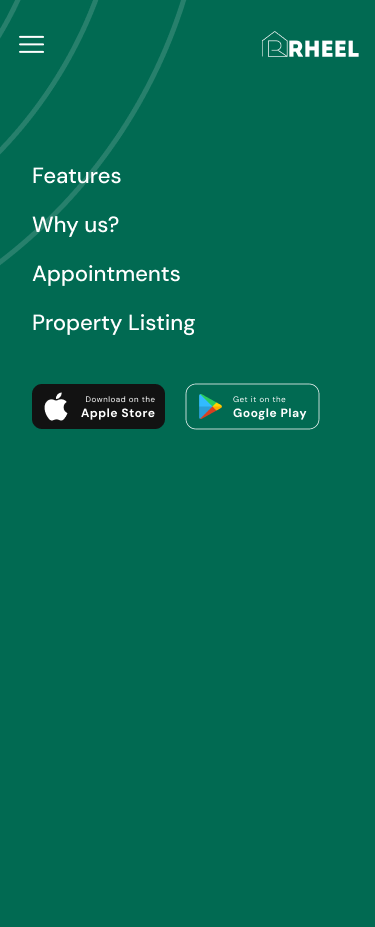 RHEEL
Features
Why us?
Appointments
Property Listing
Download on the
Apple Store
Get it on the
Google Play